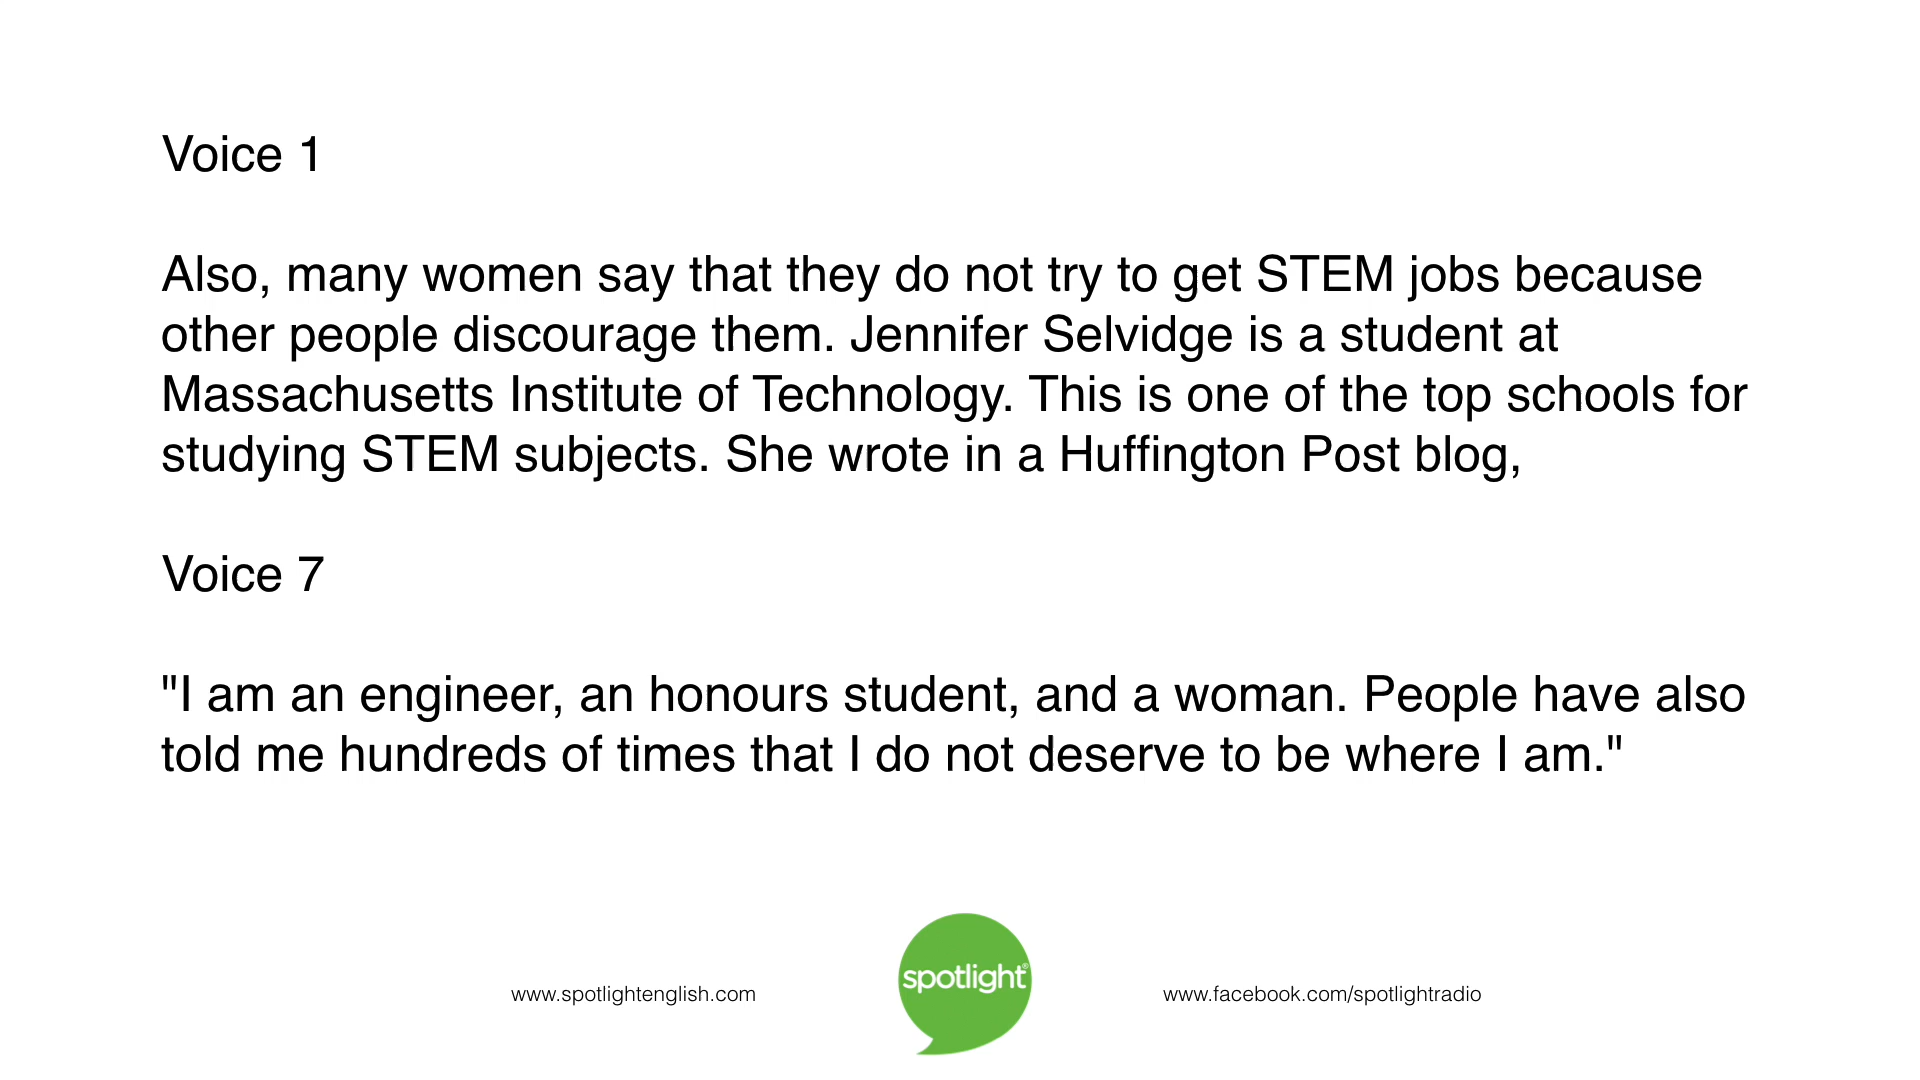 Voice 1
Also, many women say that they do not try to get STEM jobs because
other people discourage them. Jennifer Selvidge is a student at
Massachusetts Institute of Technology. This is one of the top schools for
studying STEM subjects. She wrote in a Huffington Post blog,
Voice 7
"I am an engineer, an honours student, and a woman. People have also
told me hundreds of times that I do not deserve to be where I am."
www.spotlightenglish.com
spotlight®
www.facebook.com/spotlightradio